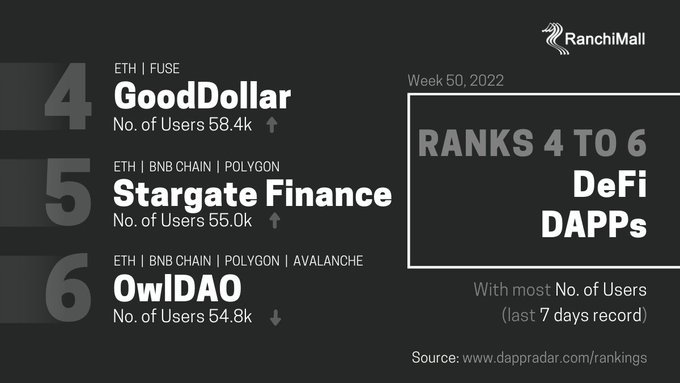 RanchiMall
4
ETH | FUSE
GoodDollar
No. of Users 58.4k
5
ETH | BNB CHAIN | POLYGON
Stargate Finance
No. of Users 55.0k
6
ETH | BNB CHAIN | POLYGON | AVALANCHE
OwlDAO
No. of Users 54.8k
Week 50, 2022
RANKS 4 TO 6
DeFi
DAPPs
With most No. of Users
(last 7 days record)
Source: www.dappradar.com/rankings